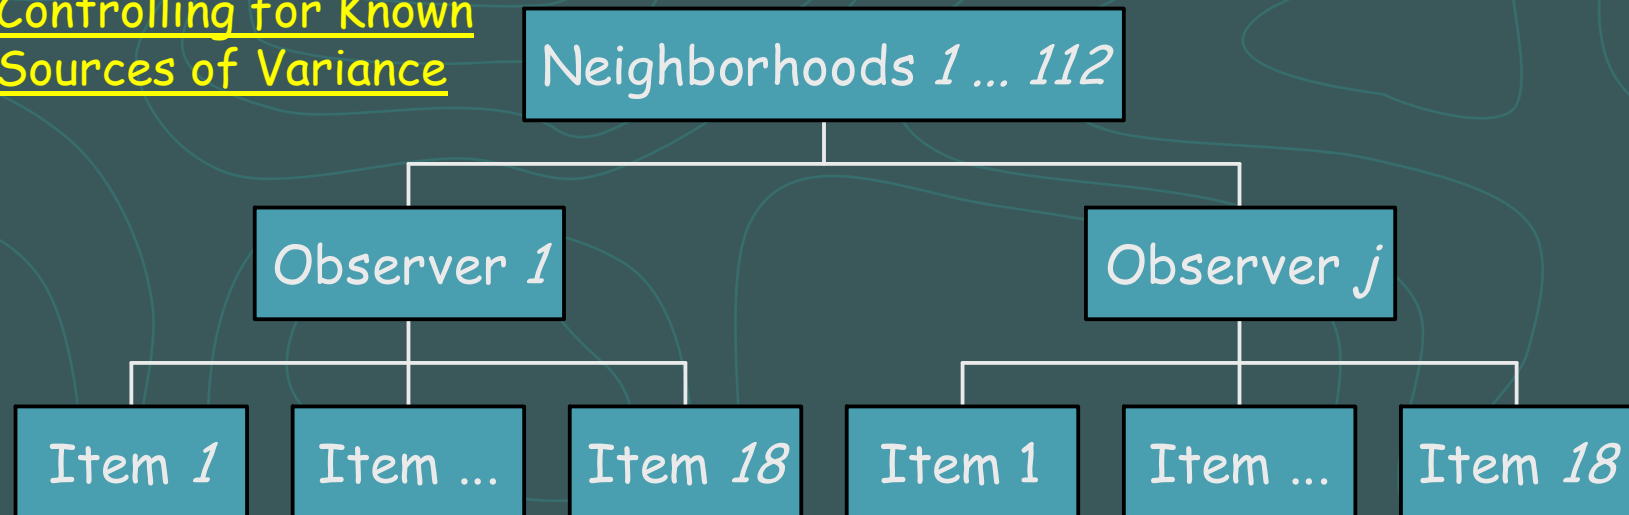 Controlling for Known
Sources of Variance
Neighborhoods 1 ... 112
Observer 1
Observer j
Item 1
Item ...
Item 18
Item 1
Item ...
Item 18